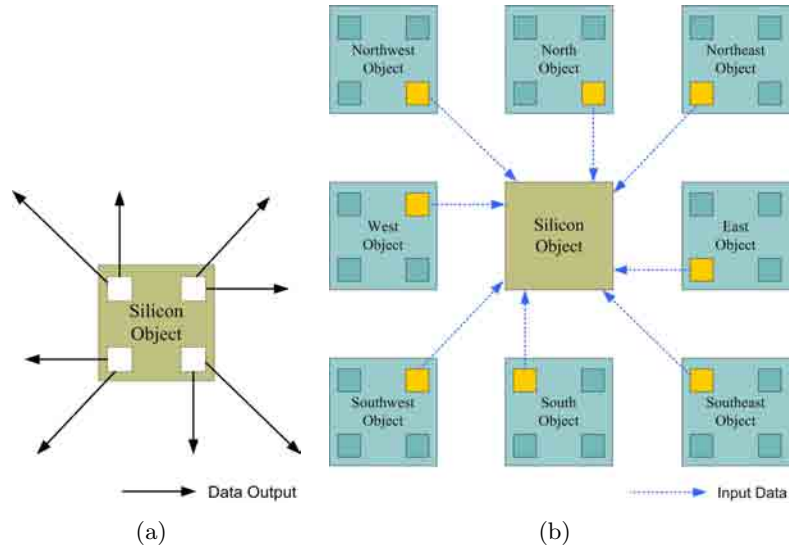 Northwest
Object
North
Object
Northeast
Object
West
Object
Silicon
Object
East
Object
Silicon
Object
Southwest
Object
South
Object
Southeast
Object
Data Output
Input Data
(a)
(b)